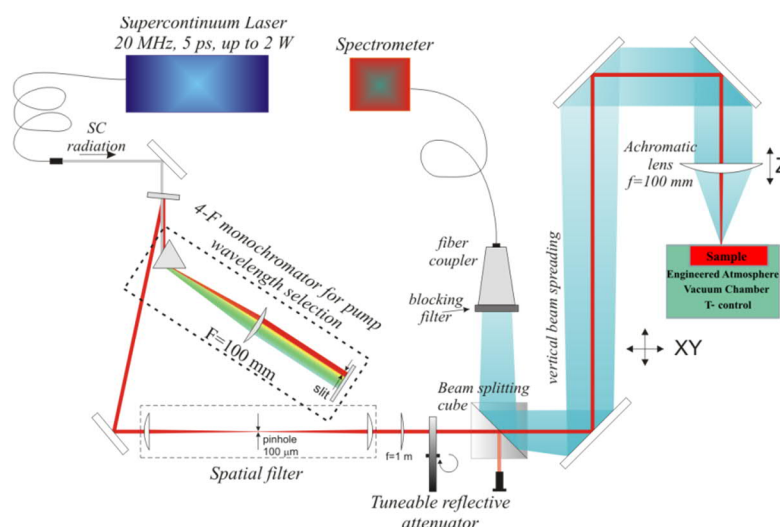 Supercontinuum Laser
20 MHz, 5 ps, up to 2 W
Spectrometer
SC
radiation
Achromatic
lens
f=100 mm
Z
4-F monochromator for pump
wavelength selection
F=100 mm
slit
fiber
coupler
blocking
filter
vertical beam spreading
Sample
Engineered Atmosphere
Vacuum Chamber
T- control
XY
Beam splitting
cube
pinhole
100 µm
f=1 m
Spatial filter
Tuneable reflective
attenuator